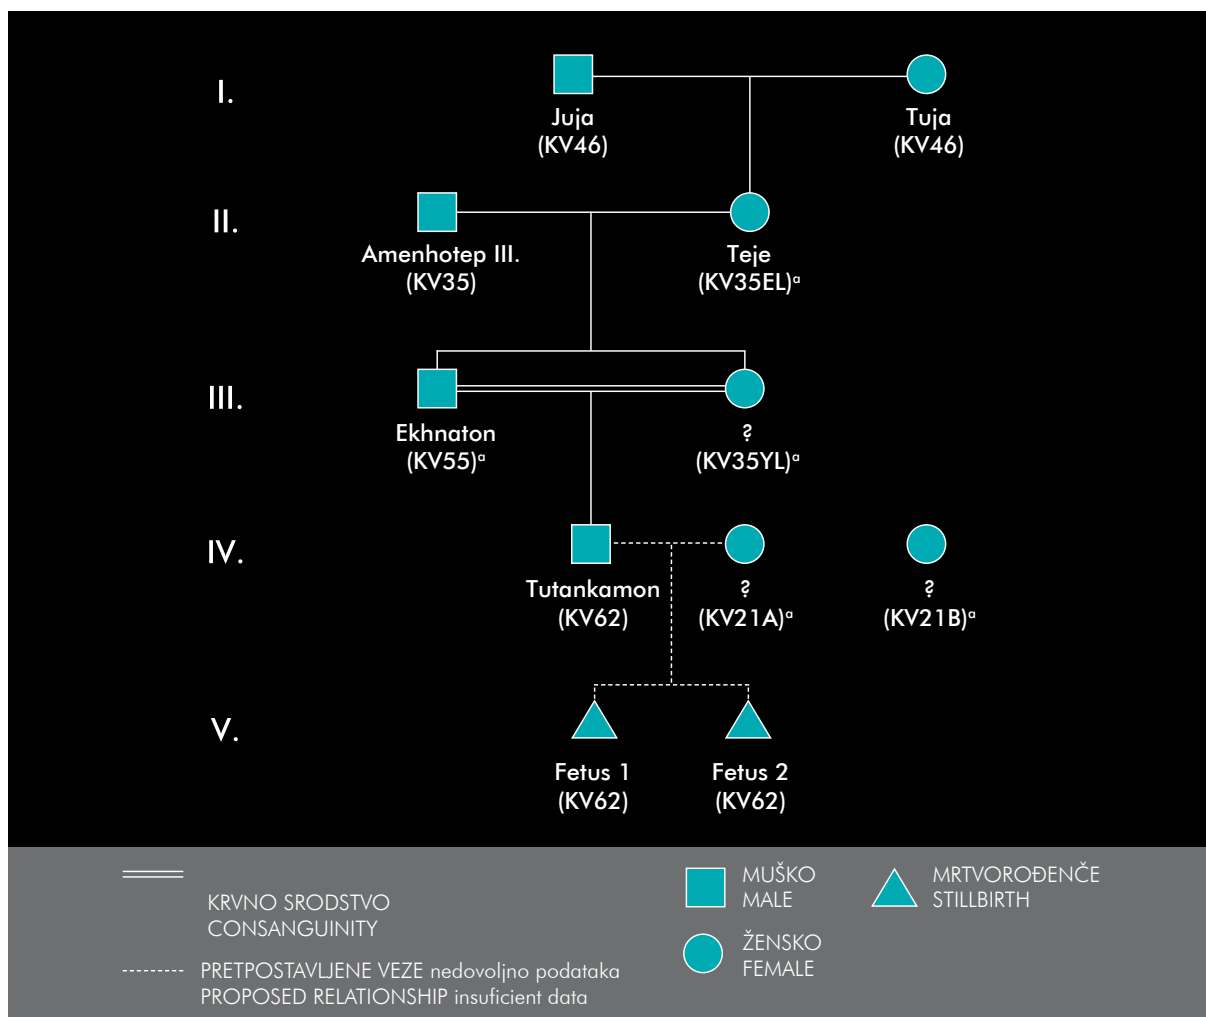 I.
Juja
(KV46)
Tuja
(KV46)
II.
Amenhotep III.
(KV35)
Teje
(KV35EL)ᵃ
III.
Ekhnaton
(KV55)ᵃ
?
(KV35YL)ᵃ
IV.
Tutankamon
(KV62)
?
(KV21A)ᵃ
?
(KV21B)ᵃ
V.
Fetus 1
(KV62)
Fetus 2
(KV62)
KRVNO SRODSTVO
CONSANGUINITY
PRETPOSTAVLJENE VEZE nedovoljno podataka
PROPOSED RELATIONSHIP insuficient data
MUŠKO
MALE
ŽENSKO
FEMALE
MRTVOROĐENČE
STILLBIRTH